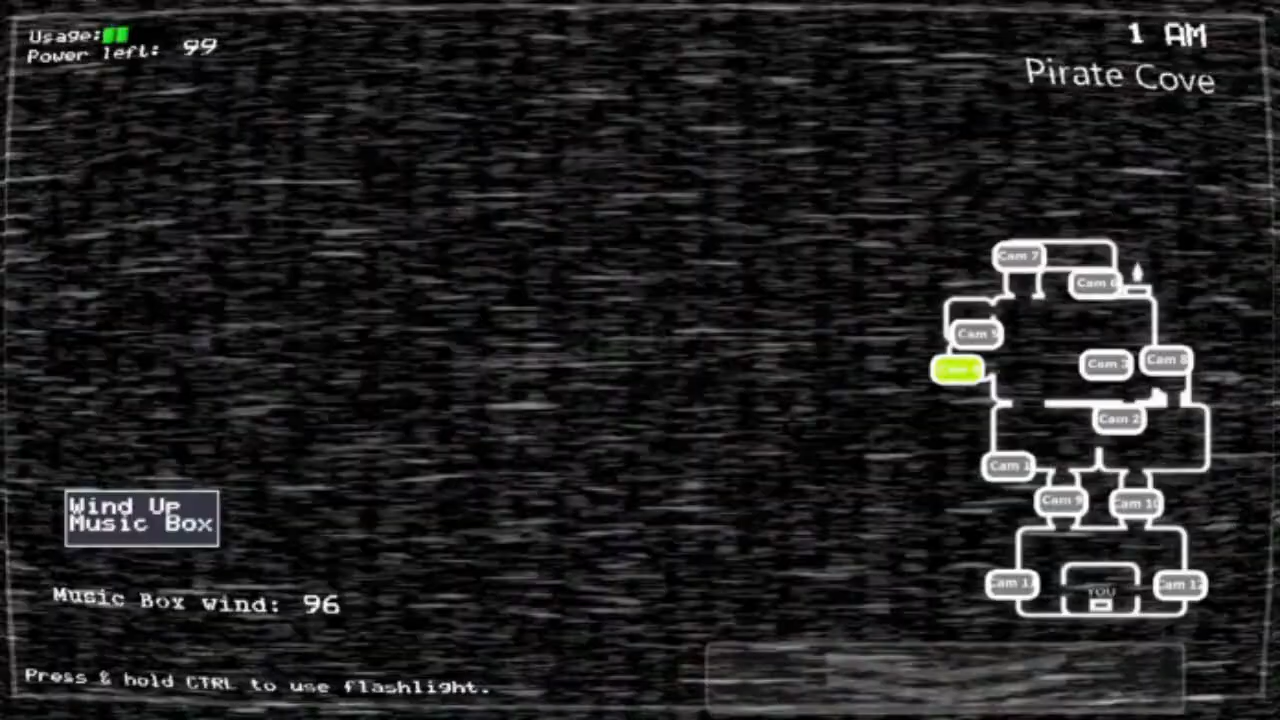 Usage:
Power left: 99
1 AM
Pirate Cove
Cam 7
Cam 6
Cam 5
Cam 3
Cam 8
Cam 2
Cam 1
Cam 9
Cam 10
Cam 11
Cam 12
YOU
Wind Up
Music Box
Music Box Wind: 96
Press & hold CTRL to use flashlight.